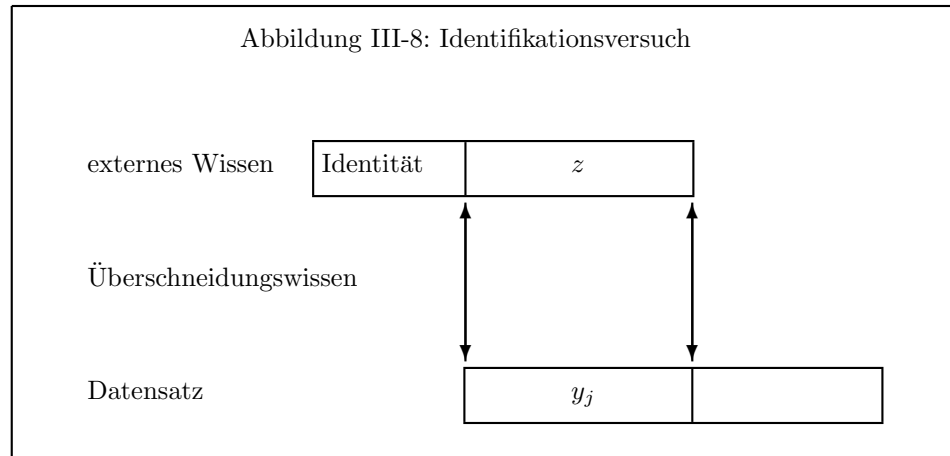 Abbildung III-8: Identifikationsversuch
externes Wissen Identität z
Überschneidungswissen
Datensatz y_j